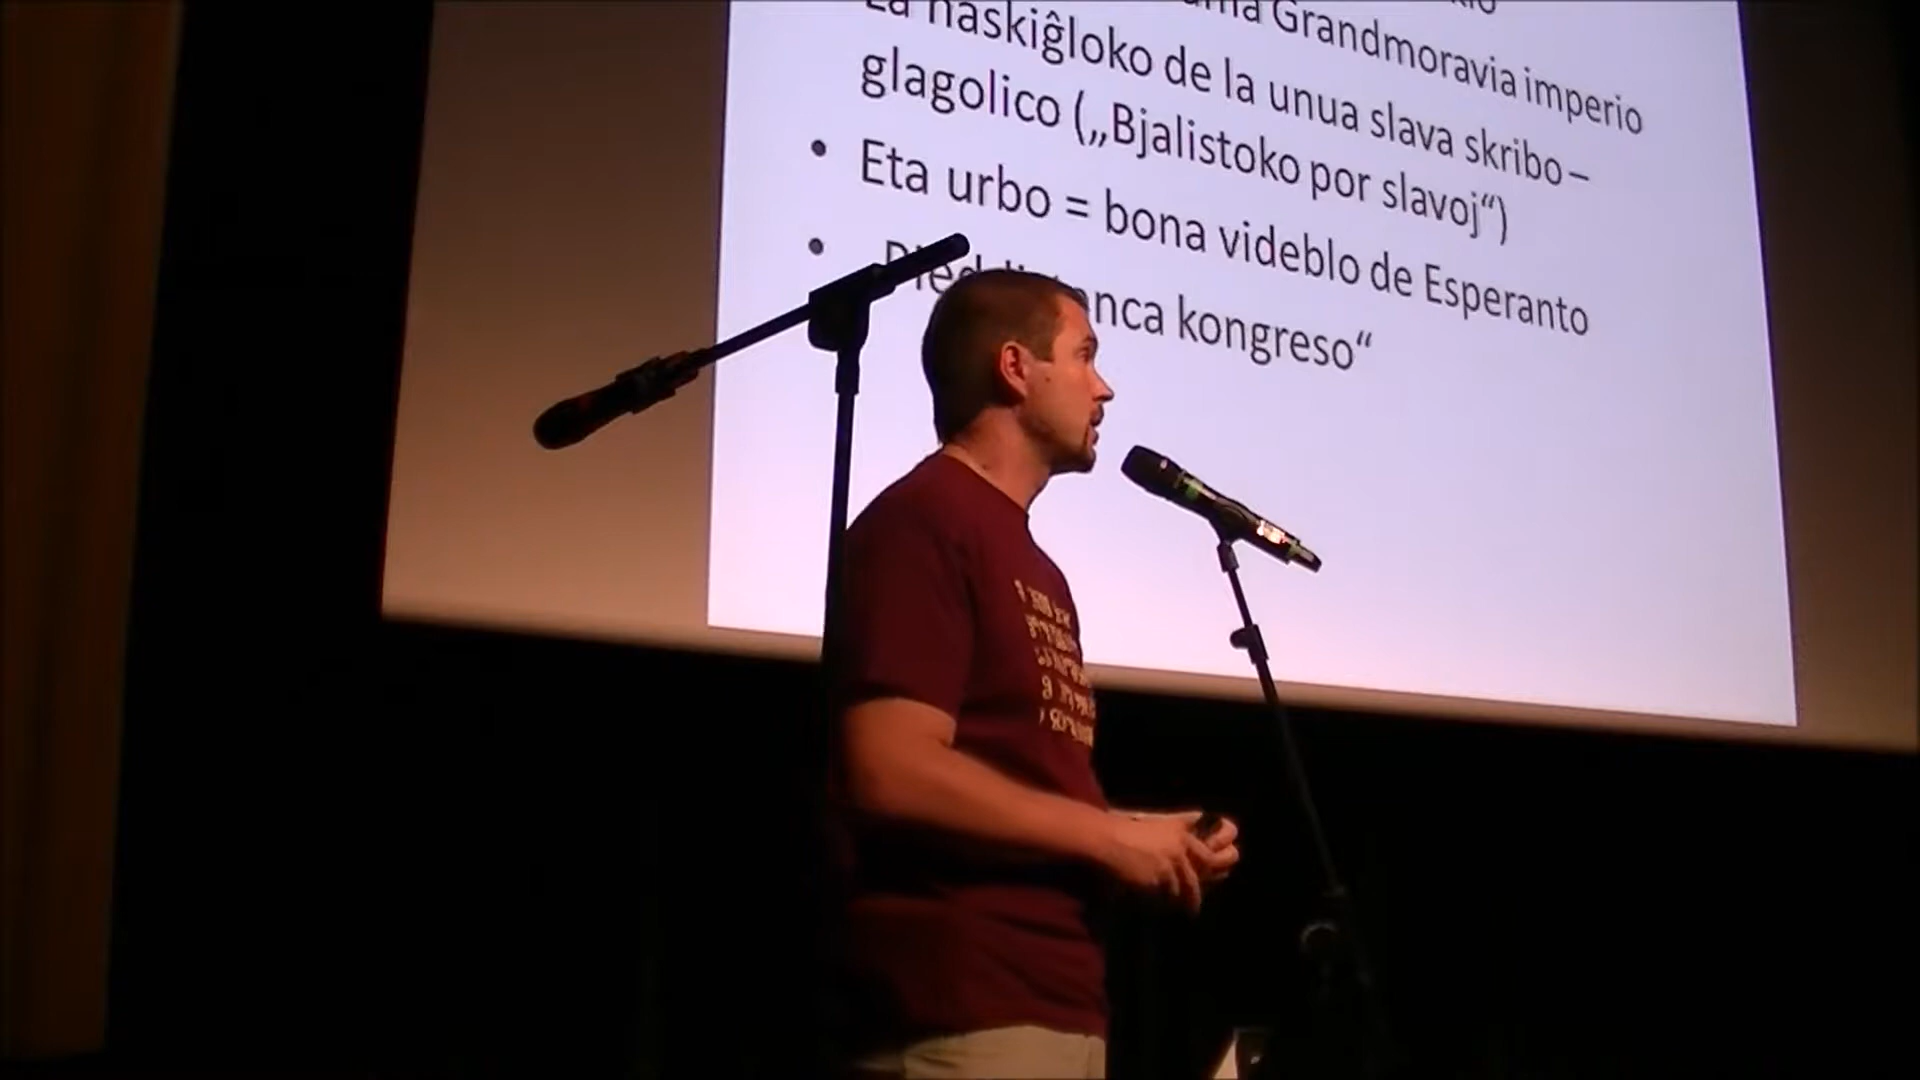 Grandmoravia imperio
La naskiĝloko de la unua slava skribo –
glagolico („Bjalistoko por slavoj“)
• Eta urbo = bona videblo de Esperanto
• kongreso“